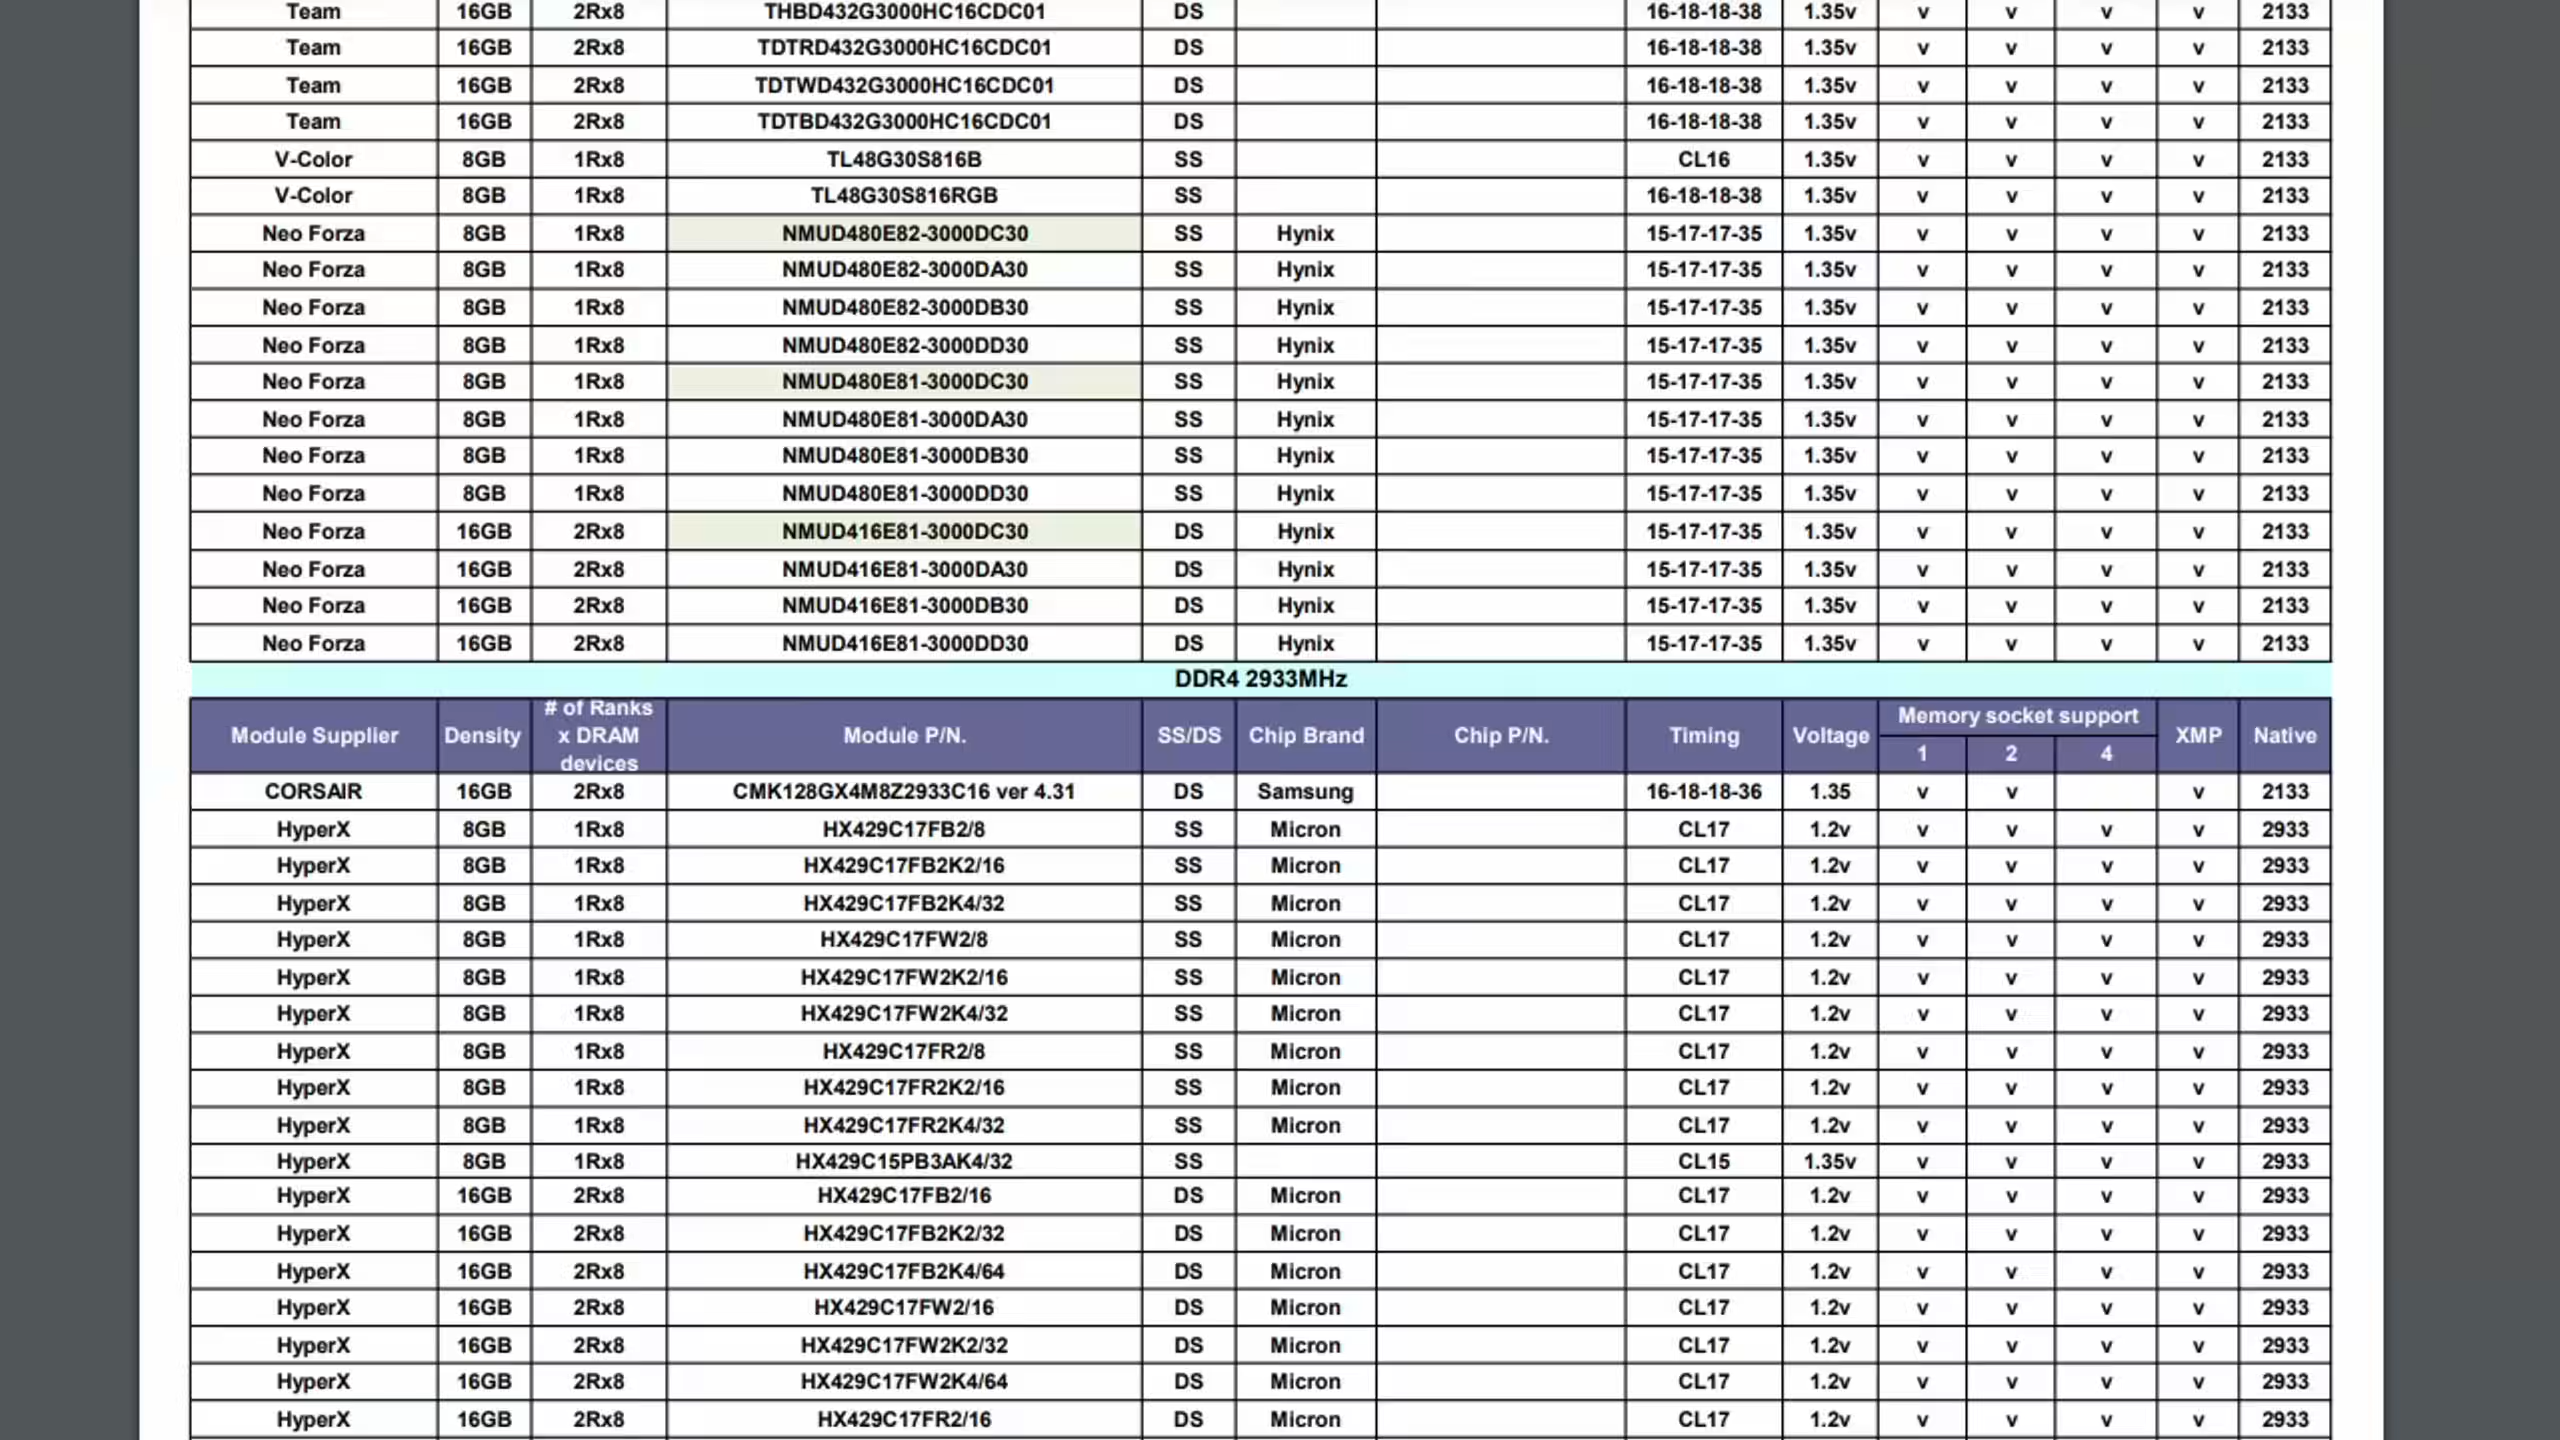 Team 16GB 2Rx8 THBD432G3000HC16CDC01 DS 16-18-18-38 1.35v v v v v 2133
Team 16GB 2Rx8 TDTRD432G3000HC16CDC01 DS 16-18-18-38 1.35v v v v v 2133
Team 16GB 2Rx8 TDTWD432G3000HC16CDC01 DS 16-18-18-38 1.35v v v v v 2133
Team 16GB 2Rx8 TDTBD432G3000HC16CDC01 DS 16-18-18-38 1.35v v v v v 2133
V-Color 8GB 1Rx8 TL48G30S816B SS CL16 1.35v v v v v 2133
V-Color 8GB 1Rx8 TL48G30S816RGB SS 16-18-18-38 1.35v v v v v 2133
Neo Forza 8GB 1Rx8 NMUD480E82-3000DC30 SS Hynix 15-17-17-35 1.35v v v v v 2133
Neo Forza 8GB 1Rx8 NMUD480E82-3000DA30 SS Hynix 15-17-17-35 1.35v v v v v 2133
Neo Forza 8GB 1Rx8 NMUD480E82-3000DB30 SS Hynix 15-17-17-35 1.35v v v v v 2133
Neo Forza 8GB 1Rx8 NMUD480E82-3000DD30 SS Hynix 15-17-17-35 1.35v v v v v 2133
Neo Forza 8GB 1Rx8 NMUD480E81-3000DC30 SS Hynix 15-17-17-35 1.35v v v v v 2133
Neo Forza 8GB 1Rx8 NMUD480E81-3000DA30 SS Hynix 15-17-17-35 1.35v v v v v 2133
Neo Forza 8GB 1Rx8 NMUD480E81-3000DB30 SS Hynix 15-17-17-35 1.35v v v v v 2133
Neo Forza 8GB 1Rx8 NMUD480E81-3000DD30 SS Hynix 15-17-17-35 1.35v v v v v 2133
Neo Forza 16GB 2Rx8 NMUD416E81-3000DC30 DS Hynix 15-17-17-35 1.35v v v v v 2133
Neo Forza 16GB 2Rx8 NMUD416E81-3000DA30 DS Hynix 15-17-17-35 1.35v v v v v 2133
Neo Forza 16GB 2Rx8 NMUD416E81-3000DB30 DS Hynix 15-17-17-35 1.35v v v v v 2133
Neo Forza 16GB 2Rx8 NMUD416E81-3000DD30 DS Hynix 15-17-17-35 1.35v v v v v 2133
DDR4 2933MHz
Module Supplier Density # of Ranks x DRAM devices Module P/N. SS/DS Chip Brand Chip P/N. Timing Voltage Memory socket support XMP Native
1 2 4
CORSAIR 16GB 2Rx8 CMK128GX4M8Z2933C16 ver 4.31 DS Samsung 16-18-18-36 1.35 v v v 2133
HyperX 8GB 1Rx8 HX429C17FB2/8 SS Micron CL17 1.2v v v v v 2933
HyperX 8GB 1Rx8 HX429C17FB2K2/16 SS Micron CL17 1.2v v v v v 2933
HyperX 8GB 1Rx8 HX429C17FB2K4/32 SS Micron CL17 1.2v v v v v 2933
HyperX 8GB 1Rx8 HX429C17FW2/8 SS Micron CL17 1.2v v v v v 2933
HyperX 8GB 1Rx8 HX429C17FW2K2/16 SS Micron CL17 1.2v v v v v 2933
HyperX 8GB 1Rx8 HX429C17FW2K4/32 SS Micron CL17 1.2v v v v v 2933
HyperX 8GB 1Rx8 HX429C17FR2/8 SS Micron CL17 1.2v v v v v 2933
HyperX 8GB 1Rx8 HX429C17FR2K2/16 SS Micron CL17 1.2v v v v v 2933
HyperX 8GB 1Rx8 HX429C17FR2K4/32 SS Micron CL17 1.2v v v v v 2933
HyperX 8GB 1Rx8 HX429C15PB3AK4/32 SS CL15 1.35v v v v v 2933
HyperX 16GB 2Rx8 HX429C17FB2/16 DS Micron CL17 1.2v v v v v 2933
HyperX 16GB 2Rx8 HX429C17FB2K2/32 DS Micron CL17 1.2v v v v v 2933
HyperX 16GB 2Rx8 HX429C17FB2K4/64 DS Micron CL17 1.2v v v v v 2933
HyperX 16GB 2Rx8 HX429C17FW2/16 DS Micron CL17 1.2v v v v v 2933
HyperX 16GB 2Rx8 HX429C17FW2K2/32 DS Micron CL17 1.2v v v v v 2933
HyperX 16GB 2Rx8 HX429C17FW2K4/64 DS Micron CL17 1.2v v v v v 2933
HyperX 16GB 2Rx8 HX429C17FR2/16 DS Micron CL17 1.2v v v v v 2933